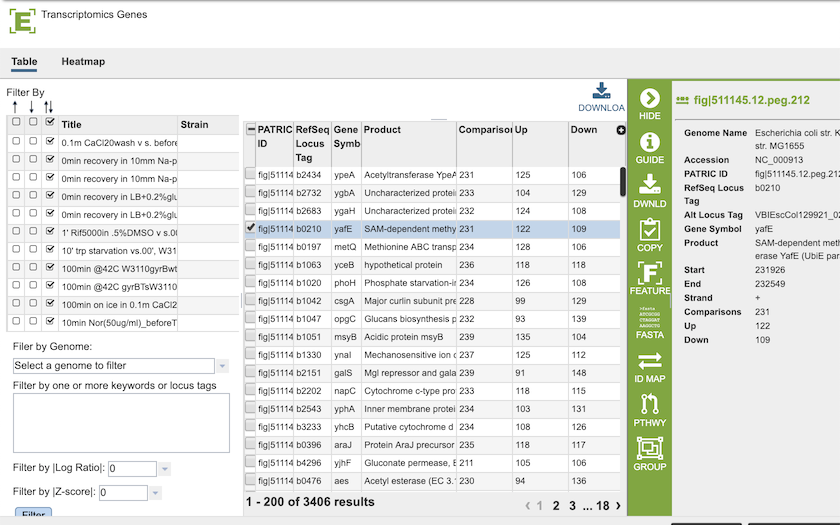 Transcriptomics Genes
Table Heatmap
Filter By
Title Strain
0.1m CaCl20wash v s. before
0min recovery in 10mm Na-p
0min recovery in 10mm Na-p
0min recovery in LB+0.2%glu
0min recovery in LB+0.2%glu
1' Rif5000in .5%DMSO v s.00
10' trp starvation vs.00', W31
100min @42C W3110gyrBwt
100min @42C gyrBTsW3110
100min on ice in 0.1m CaCl2
10min Nor(50ug/ml)_beforeT
Filer by Genome:
Select a genome to filter
Filter by one or more keywords or locus tags
Filter by |Log Ratio|: 0
Filter by |Z-score|: 0
Filter
DOWNLOA
PATRIC ID RefSeq Locus Tag Gene Symb Product Comparisor Up Down
fig|51114 b2434 ypeA Acetyltransferase YpeA 231 125 106
fig|51114 b2732 ygbA Uncharacterized protei 233 104 129
fig|51114 b2683 ygaH Uncharacterized protei 232 124 108
fig|51114 b0210 yafE SAM-dependent methy 231 122 109
fig|51114 b0197 metQ Methionine ABC transp 234 128 106
fig|51114 b1063 yceB hypothetical protein 236 118 118
fig|51114 b1020 phoH Phosphate starvation-in 234 126 108
fig|51114 b1042 csgA Major curlin subunit pre 228 99 129
fig|51114 b1047 opgC Glucans biosynthesis p 232 93 139
fig|51114 b1051 msyB Acidic protein msyB 239 135 104
fig|51114 b1330 ynaI Mechanosensitive ion c 237 125 112
fig|51114 b2151 galS Mgl repressor and gala 239 91 148
fig|51114 b2202 napC Cytochrome c-type pro 233 118 115
fig|51114 b2543 yphA Inner membrane protei 234 103 131
fig|51114 b3233 yhcB Putative cytochrome d 234 108 126
fig|51114 b0396 araJ Protein AraJ precursor 235 118 117
fig|51114 b4296 yjhF Gluconate permease, B 211 105 106
fig|51114 b0476 aes Acetyl esterase (EC 3.1 230 94 136
1 - 200 of 3406 results
‹ 1 2 3 ... 18 ›
HIDE
GUIDE
DWNLD
COPY
FEATURE
FASTA
ID MAP
PTHWY
GROUP
fig|511145.12.peg.212
Genome Name Escherichia coli str. K
str. MG1655
Accession NC_000913
PATRIC ID fig|511145.12.peg.212
RefSeq Locus Tag b0210
Alt Locus Tag VBIEscCol129921_02
Gene Symbol yafE
Product SAM-dependent meth
erase YafE (UbiE par
Start 231926
End 232549
Strand +
Comparisons 231
Up 122
Down 109